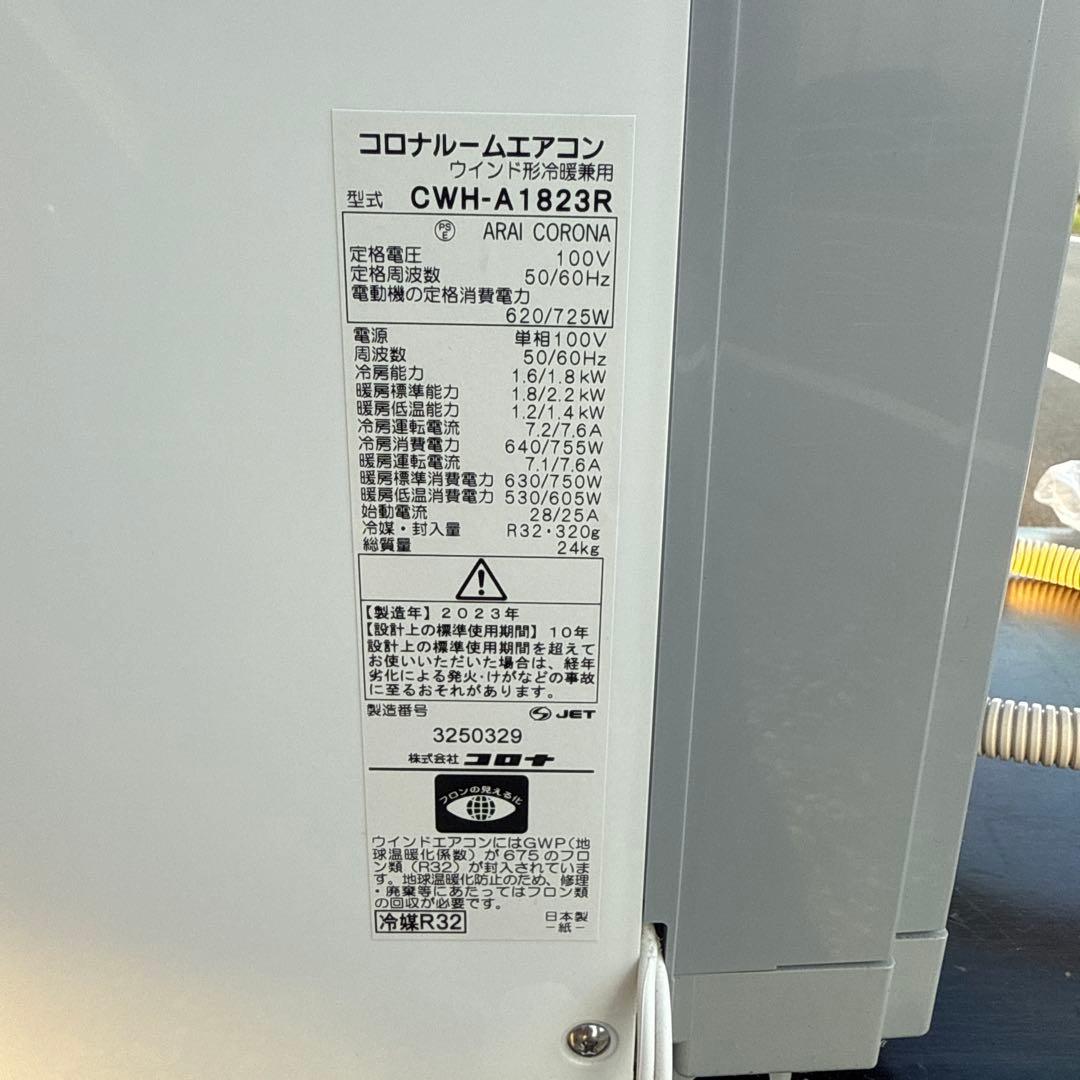 コロナルームエアコン
ウインド形冷暖兼用
型式 CWH-A1823R
PS E ARAI CORONA
定格電圧 100V
定格周波数 50/60Hz
電動機の定格消費電力
620/725W
電源 単相100V
周波数 50/60Hz
冷房能力 1.6/1.8kW
暖房標準能力 1.8/2.2kW
暖房低温能力 1.2/1.4kW
冷房運転電流 7.2/7.6A
冷房消費電力 640/755W
暖房運転電流 7.1/7.6A
暖房標準消費電力 630/750W
暖房低温消費電力 530/605W
始動電流 28/25A
冷媒・封入量 R32・320g
総質量 24kg
【製造年】2023年
【設計上の標準使用期間】10年
設計上の標準使用期間を超えて
お使いいただいた場合は、経年
劣化による発火・けがなどの事故
に至るおそれがあります。
製造番号 JET
3250329
株式会社 コロナ
フロンの見える化
ウインドエアコンにはGWP(地
球温暖化係数)が675のフロ
ン類(R32)が封入されていま
す。地球温暖化防止のため、修理
・廃棄等にあたってはフロン類
の回収が必要です。
冷媒R32 日本製
-紙-